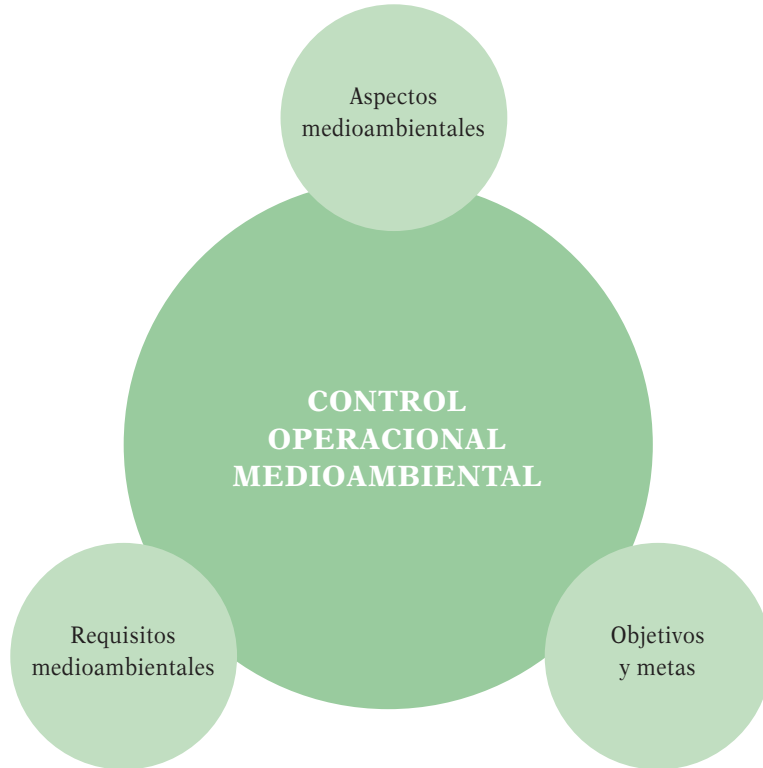 Aspectos
medioambientales
CONTROL
OPERACIONAL
MEDIOAMBIENTAL
Requisitos
medioambientales
Objetivos
y metas